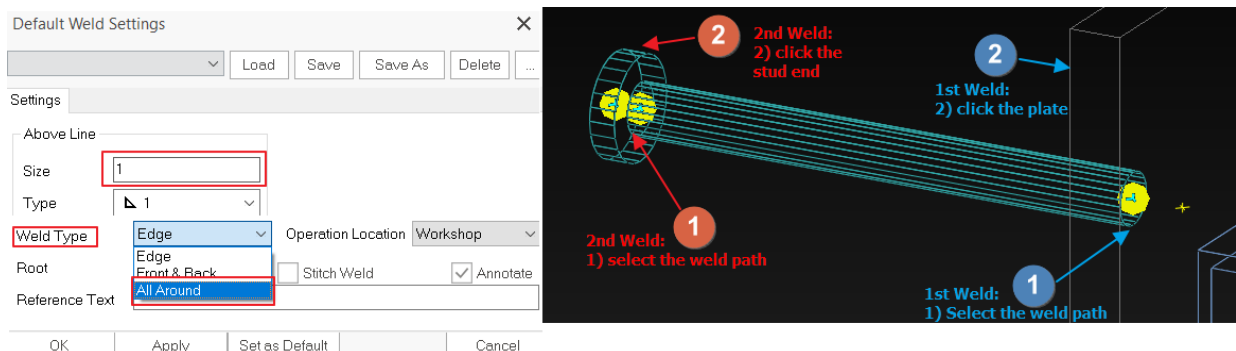 Default Weld Settings
Load Save Save As Delete ...
Settings
Above Line
Size 1
Type 1
Weld Type Edge Operation Location Workshop
Edge
Front & Back
All Around
Root Stitch Weld Annotate
Reference Text
OK Apply Set as Default Cancel
2
2nd Weld:
2) click the
stud end
2
1st Weld:
2) click the plate
1
2nd Weld:
1) select the weld path
1
1st Weld:
1) Select the weld path